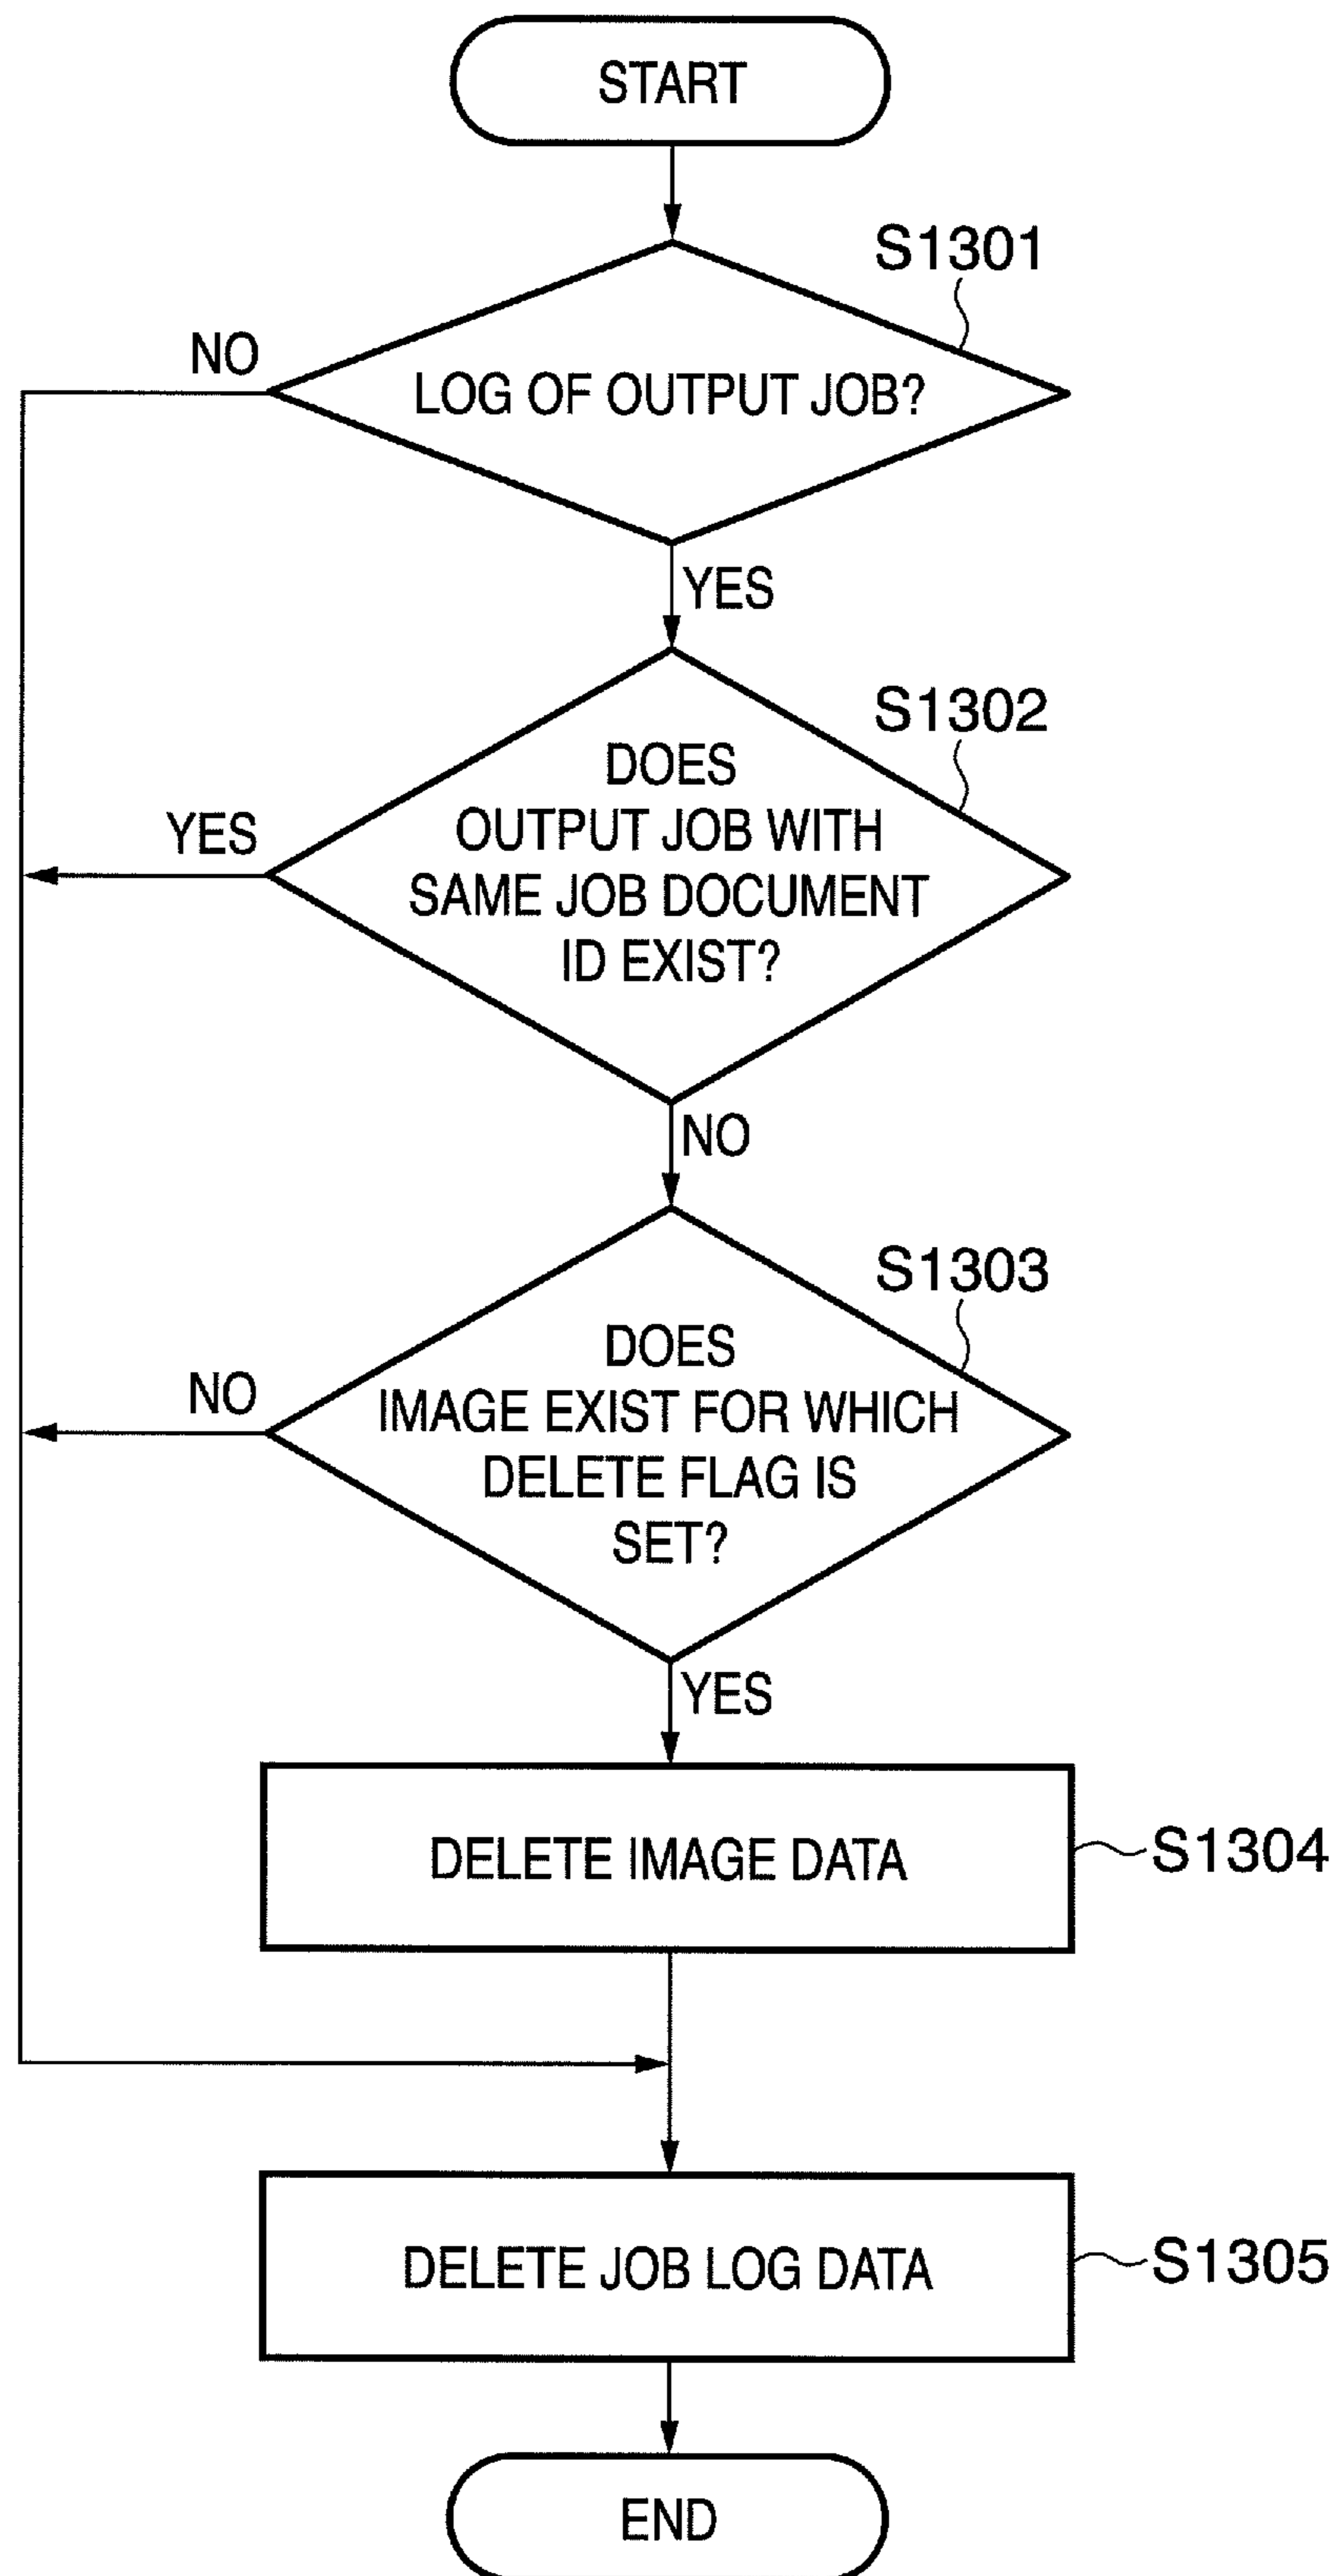 START
S1301
NO
LOG OF OUTPUT JOB?
YES
S1302
DOES
OUTPUT JOB WITH
SAME JOB DOCUMENT
ID EXIST?
YES
NO
S1303
DOES
IMAGE EXIST FOR WHICH
DELETE FLAG IS
SET?
NO
YES
DELETE IMAGE DATA
S1304
DELETE JOB LOG DATA
S1305
END